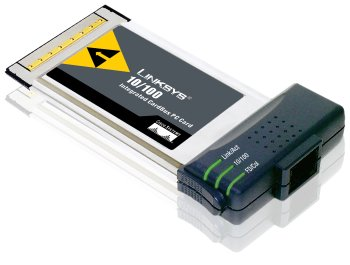 LINKSYS®
10/100
Integrated CardBus PC Card
Link/Act
10/100
FD/Col